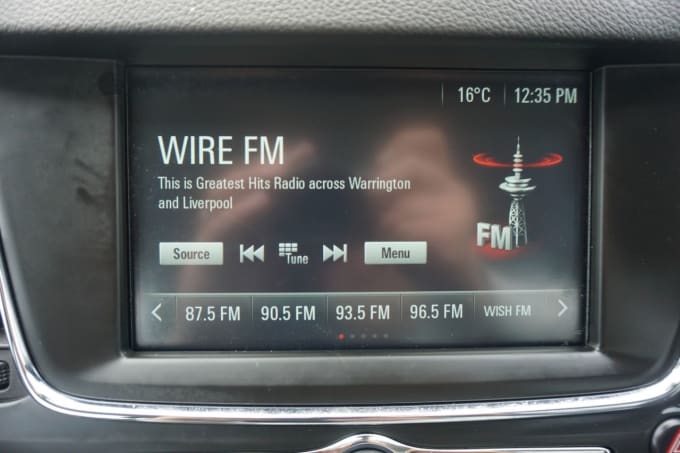 16°C 12:35 PM
WIRE FM
This is Greatest Hits Radio across Warrington
and Liverpool
FM
Source Tune Menu
87.5 FM 90.5 FM 93.5 FM 96.5 FM WISH FM